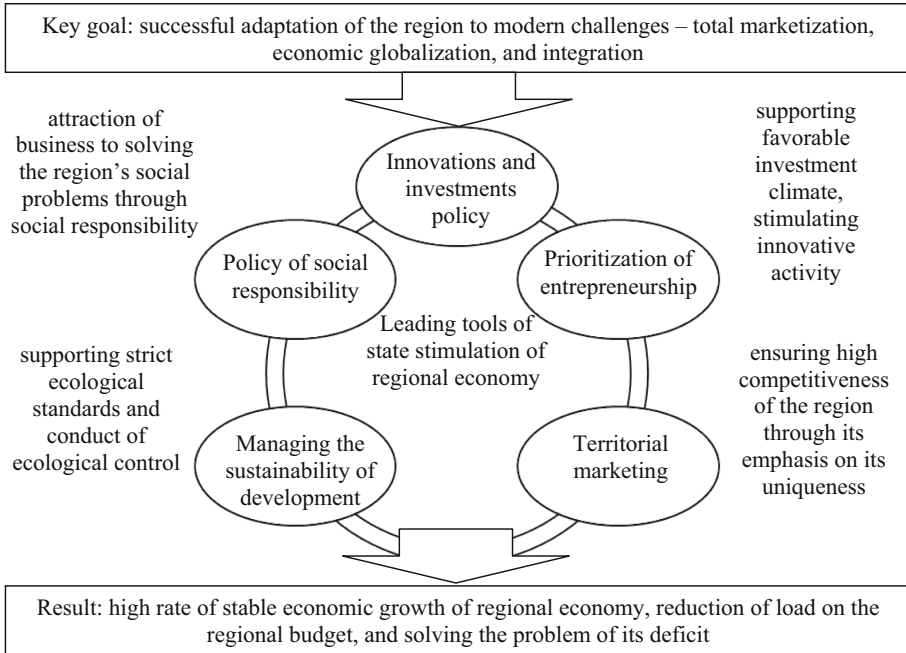 Key goal: successful adaptation of the region to modern challenges – total marketization,
economic globalization, and integration
attraction of
business to solving
the region's social
problems through
social responsibility
Innovations and
investments
policy
supporting
favorable
investment
climate,
stimulating
innovative
activity
Policy of social
responsibility
Prioritization of
entrepreneurship
Leading tools of
state stimulation of
regional economy
supporting strict
ecological
standards and
conduct of
ecological control
ensuring high
competitiveness
of the region
through its
emphasis on its
uniqueness
Managing the
sustainability of
development
Territorial
marketing
Result: high rate of stable economic growth of regional economy, reduction of load on the
regional budget, and solving the problem of its deficit